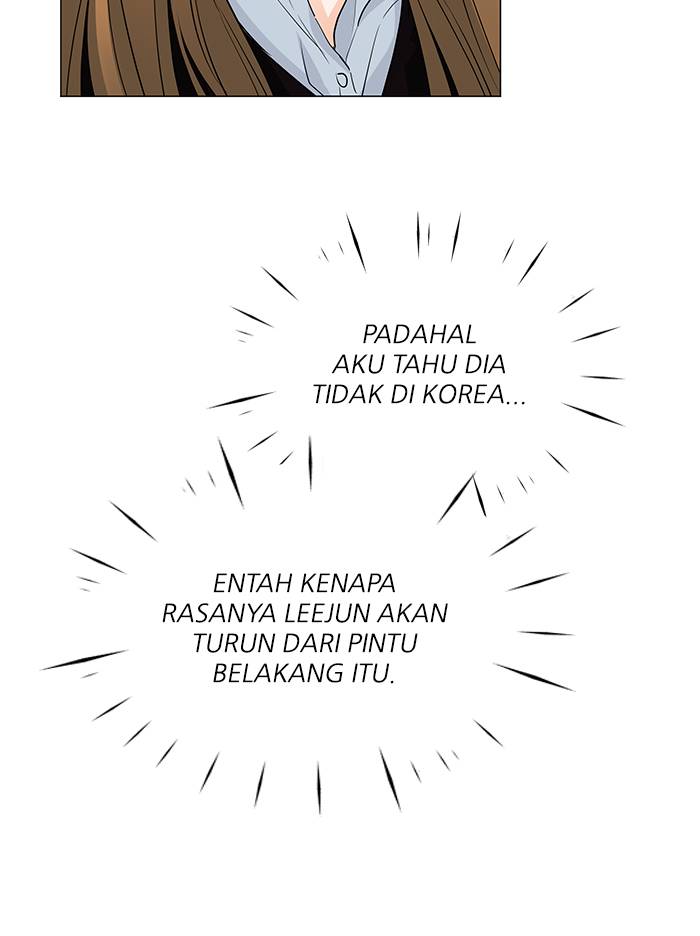 PADAHAL
AKU TAHU DIA
TIDAK DI KOREA...
ENTAH KENAPA
RASANYA LEEJUN AKAN
TURUN DARI PINTU
BELAKANG ITU.